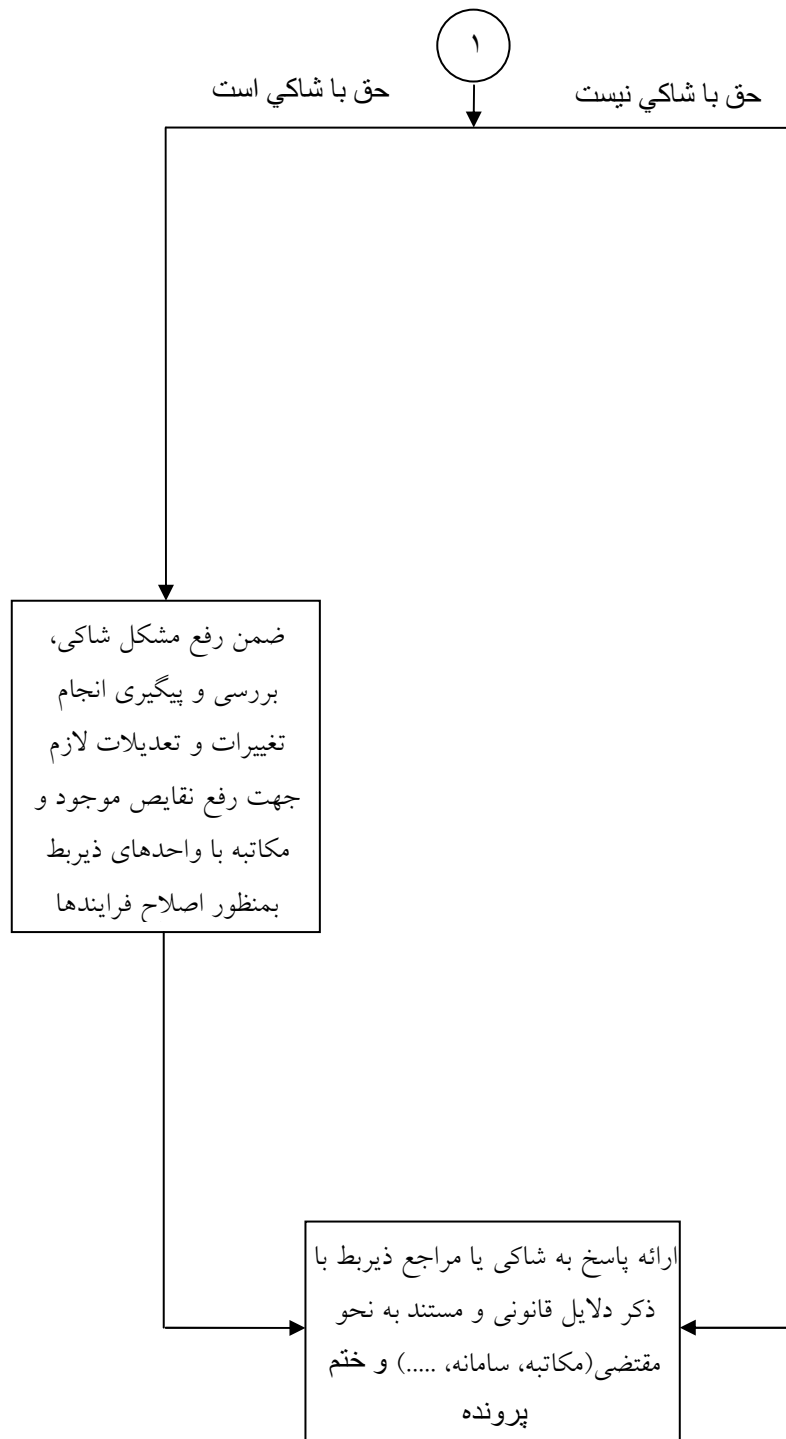 ۱
حق با شاكي نيست
حق با شاكي است
ضمن رفع مشکل شاکی،
بررسی و پیگیری انجام
تغییرات و تعدیلات لازم
جهت رفع نقایص موجود و
مکاتبه با واحدهای ذیربط
بمنظور اصلاح فرایندها
ارائه پاسخ به شاکی یا مراجع ذیربط با
ذکر دلایل قانونی و مستند به نحو
مقتضی(مکاتبه، سامانه، .....) و ختم
پرونده